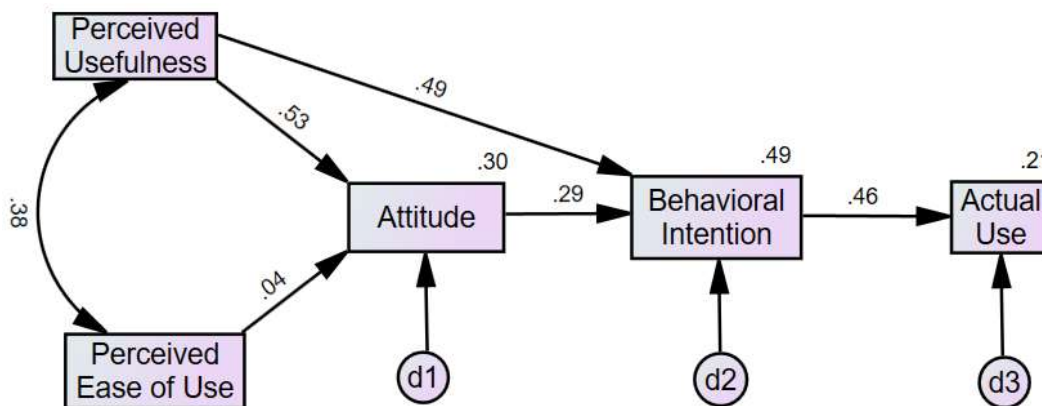 Perceived
Usefulness
.49
.53
.30
.49
.21
.38
Attitude
.29
Behavioral
Intention
.46
Actual
Use
.04
Perceived
Ease of Use
d1
d2
d3